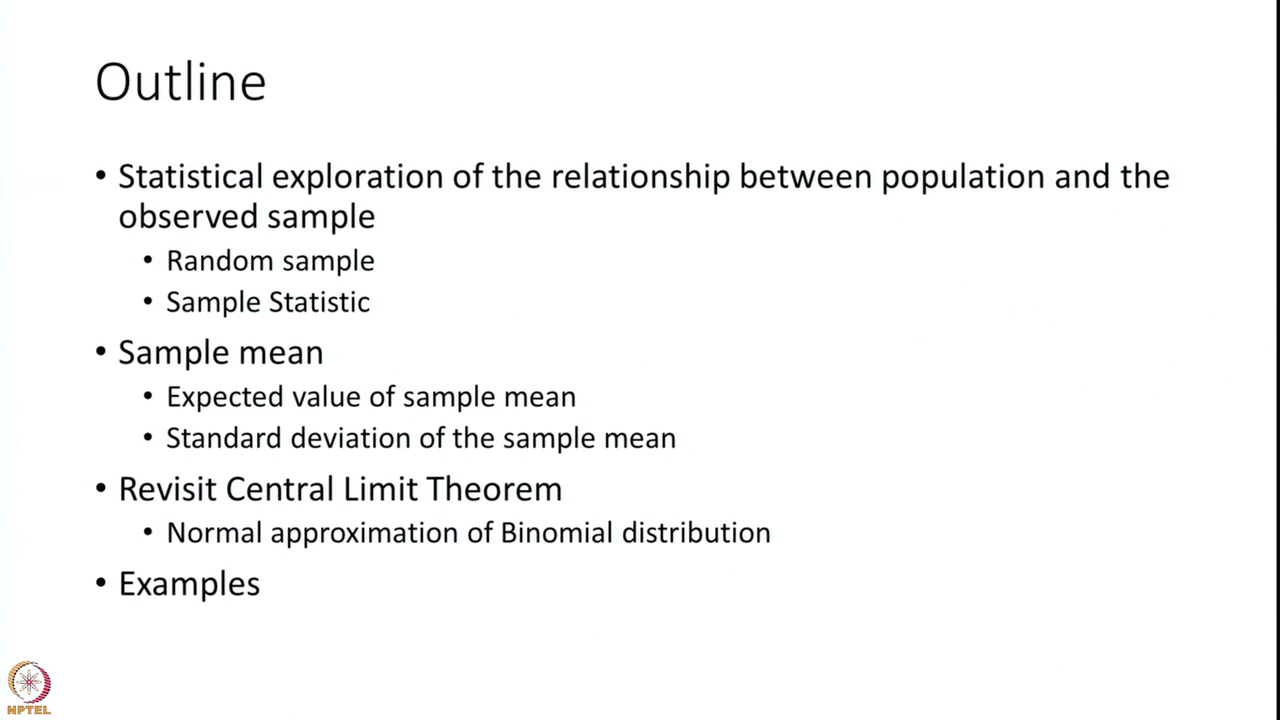 Outline
• Statistical exploration of the relationship between population and the
observed sample
• Random sample
• Sample Statistic
• Sample mean
• Expected value of sample mean
• Standard deviation of the sample mean
• Revisit Central Limit Theorem
• Normal approximation of Binomial distribution
• Examples
NPTEL